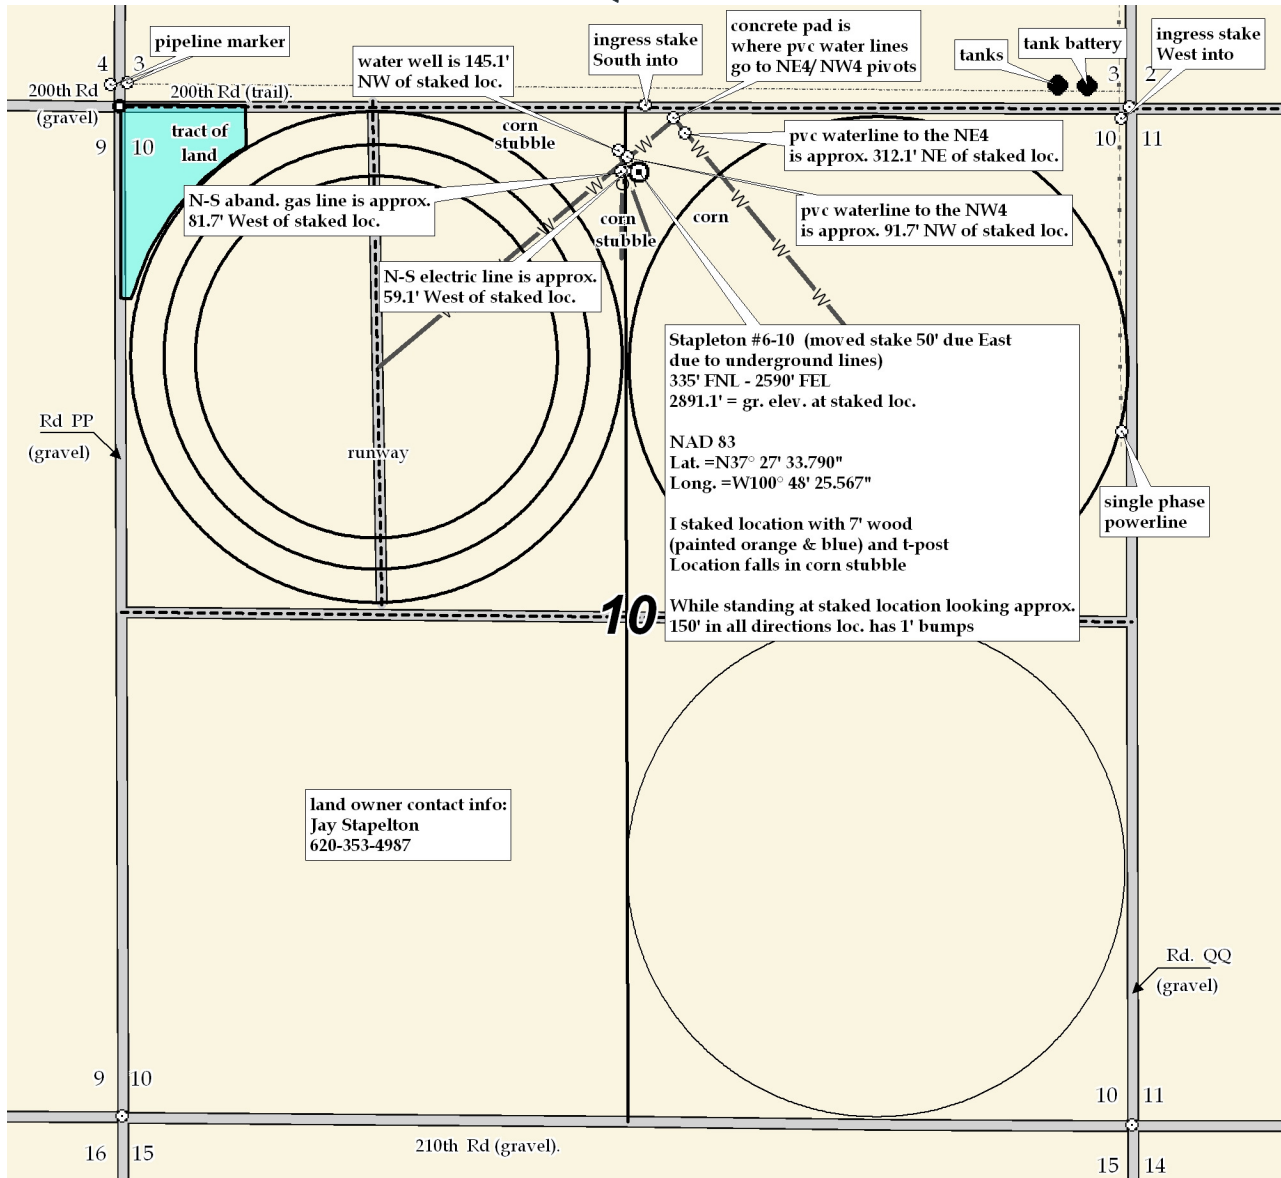 pipeline marker
4 3
200th Rd
(gravel)
200th Rd (trail).
9 10
tract of
land
water well is 145.1'
NW of staked loc.
ingress stake
South into
concrete pad is
where pvc water lines
go to NE4/ NW4 pivots
tanks
tank battery
ingress stake
West into
3 2
10 11
corn
stubble
pvc waterline to the NE4
is approx. 312.1' NE of staked loc.
N-S aband. gas line is approx.
81.7' West of staked loc.
pvc waterline to the NW4
is approx. 91.7' NW of staked loc.
corn
stubble
corn
W
W
W
W
W
W
W
W
N-S electric line is approx.
59.1' West of staked loc.
Stapleton #6-10 (moved stake 50' due East
due to underground lines)
335' FNL - 2590' FEL
2891.1' = gr. elev. at staked loc.
NAD 83
Lat. =N37° 27' 33.790"
Long. =W100° 48' 25.567"
I staked location with 7' wood
(painted orange & blue) and t-post
Location falls in corn stubble
While standing at staked location looking approx.
150' in all directions loc. has 1' bumps
Rd PP
(gravel)
runway
single phase
powerline
10
land owner contact info:
Jay Stapelton
620-353-4987
Rd. QQ
(gravel)
9 10
10 11
210th Rd (gravel).
16 15
15 14